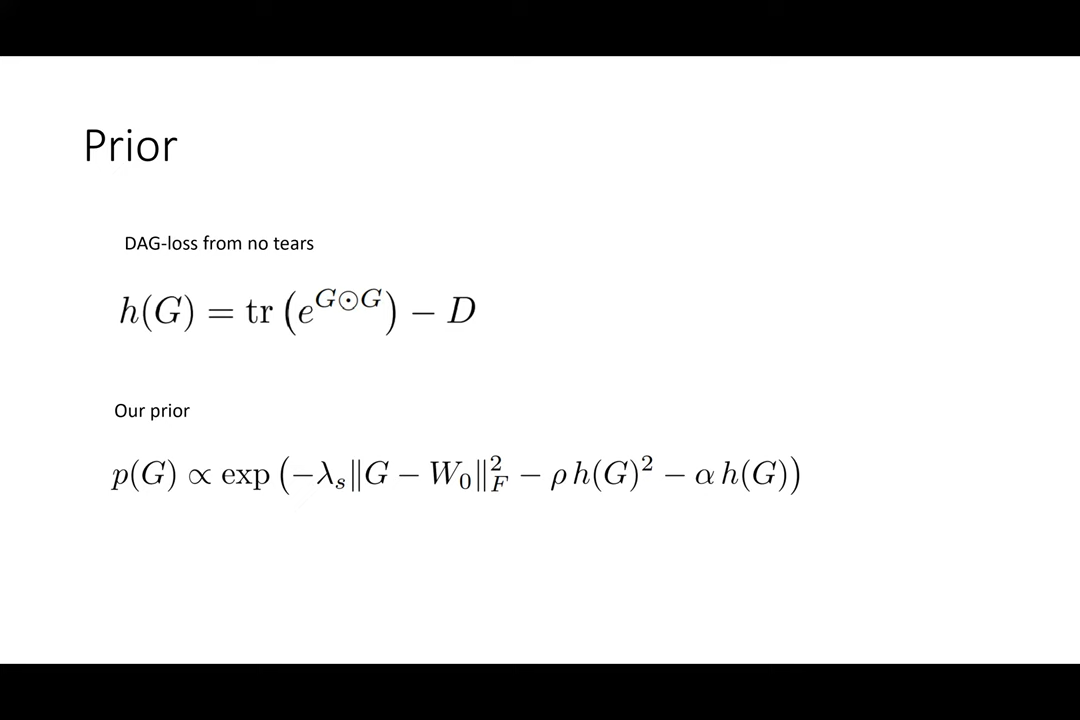 Prior
DAG-loss from no tears
h(G) = tr (e^{G⊙G}) − D
Our prior
p(G) ∝ exp (−λ_s‖G − W_0‖_F^2 − ρ h(G)^2 − α h(G))